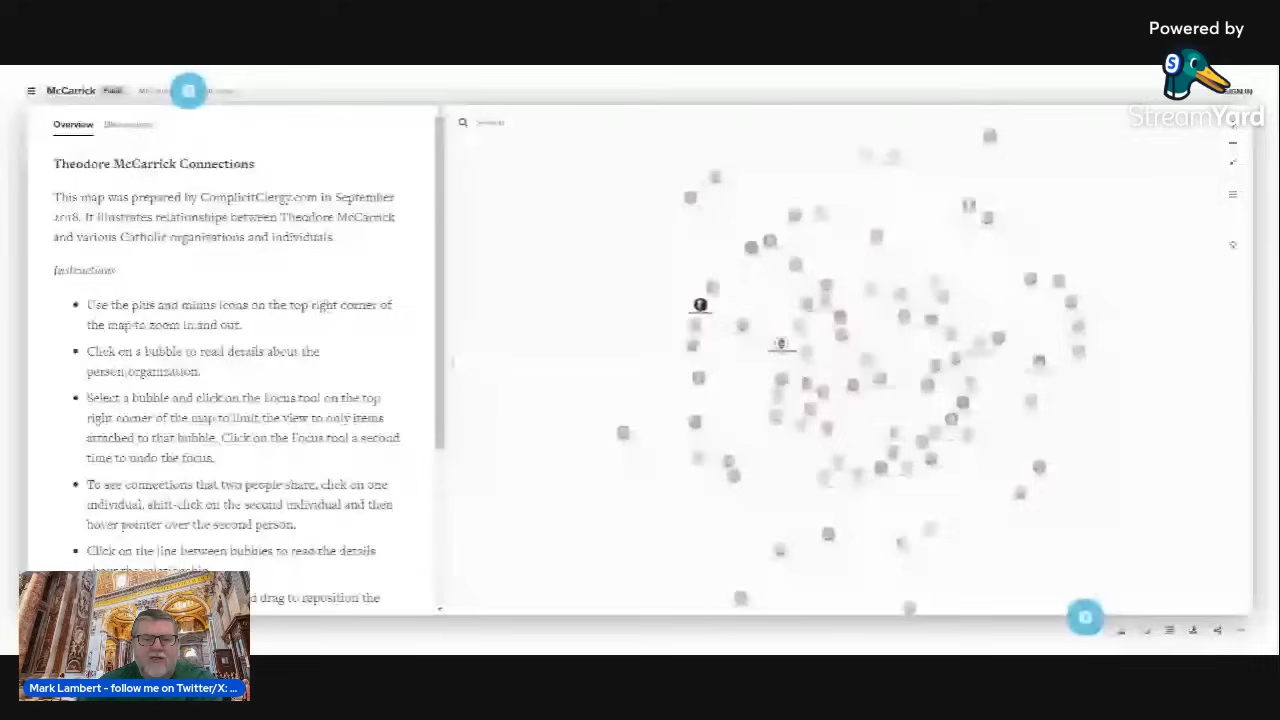 Powered by
StreamYard
McCarrick
SIGN IN
Overview
Theodore McCarrick Connections
This map was prepared by ComplicitClergy.com in September
2018. It illustrates relationships between Theodore McCarrick
and various Catholic organizations and individuals.
Instructions
Use the plus and minus icons on the top right corner of
the map to zoom in and out.
Click on a bubble to read details about the
person/organization.
Select a bubble and click on the Focus tool on the top
right corner of the map to limit the view to only items
attached to that bubble. Click on the Focus tool a second
time to undo the focus.
To see connections that two people share, click on one
individual, shift-click on the second individual and then
hover pointer over the second person.
Click on the line between bubbles to read the details
about the relationship.
d drag to reposition the
Mark Lambert - follow me on Twitter/X: ...